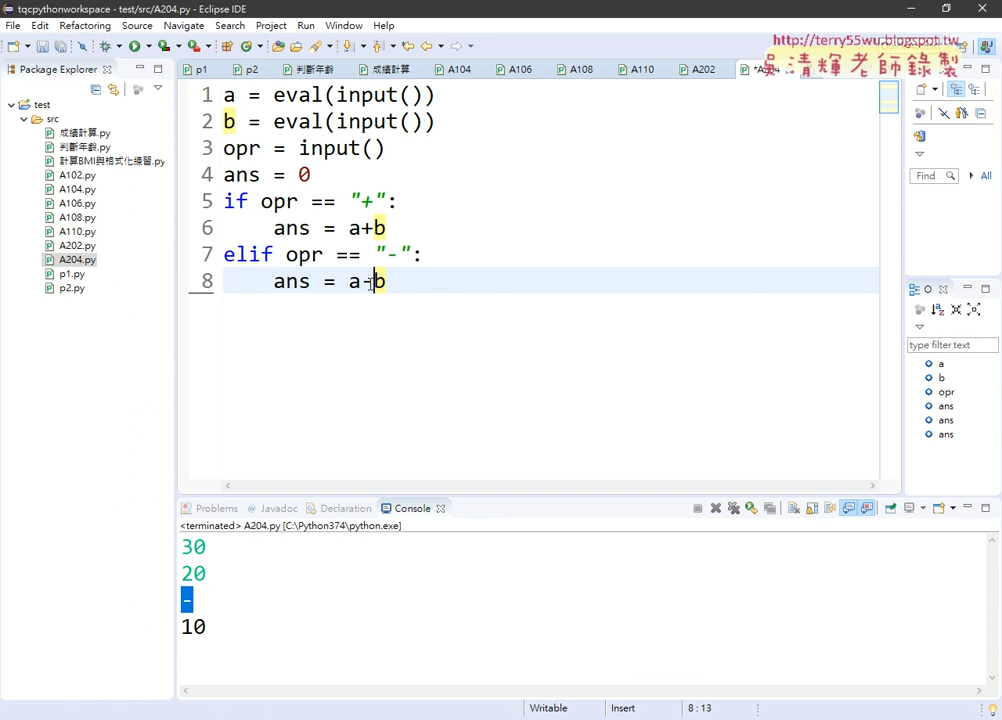 tqcpythonworkspace - test/src/A204.py - Eclipse IDE
File Edit Refactoring Source Navigate Search Project Run Window Help
http://terry55wu.blogspot.tw
吳清輝老師錄製
Package Explorer
p1 p2 判斷年齡 成績計算 A104 A106 A108 A110 A202
test
src
成績計算.py
判斷年齡.py
計算BMI與格式化練習.py
A102.py
A104.py
A106.py
A108.py
A110.py
A202.py
A204.py
p1.py
p2.py
1 a = eval(input())
2 b = eval(input())
3 opr = input()
4 ans = 0
5 if opr == "+":
6 ans = a+b
7 elif opr == "-":
8 ans = a-b
Find All
O
type filter text
a
b
opr
ans
ans
ans
Problems Javadoc Declaration Console
<terminated> A204.py [C:\Python374\python.exe]
30
20
-
10
Writable Insert 8 : 13